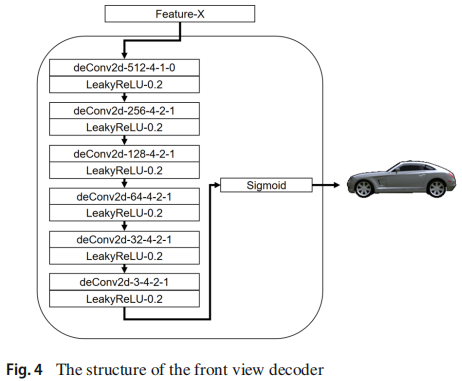 Feature-X
deConv2d-512-4-1-0
LeakyReLU-0.2
deConv2d-256-4-2-1
LeakyReLU-0.2
deConv2d-128-4-2-1
LeakyReLU-0.2
deConv2d-64-4-2-1
LeakyReLU-0.2
deConv2d-32-4-2-1
LeakyReLU-0.2
deConv2d-3-4-2-1
LeakyReLU-0.2
Sigmoid
Fig. 4 The structure of the front view decoder